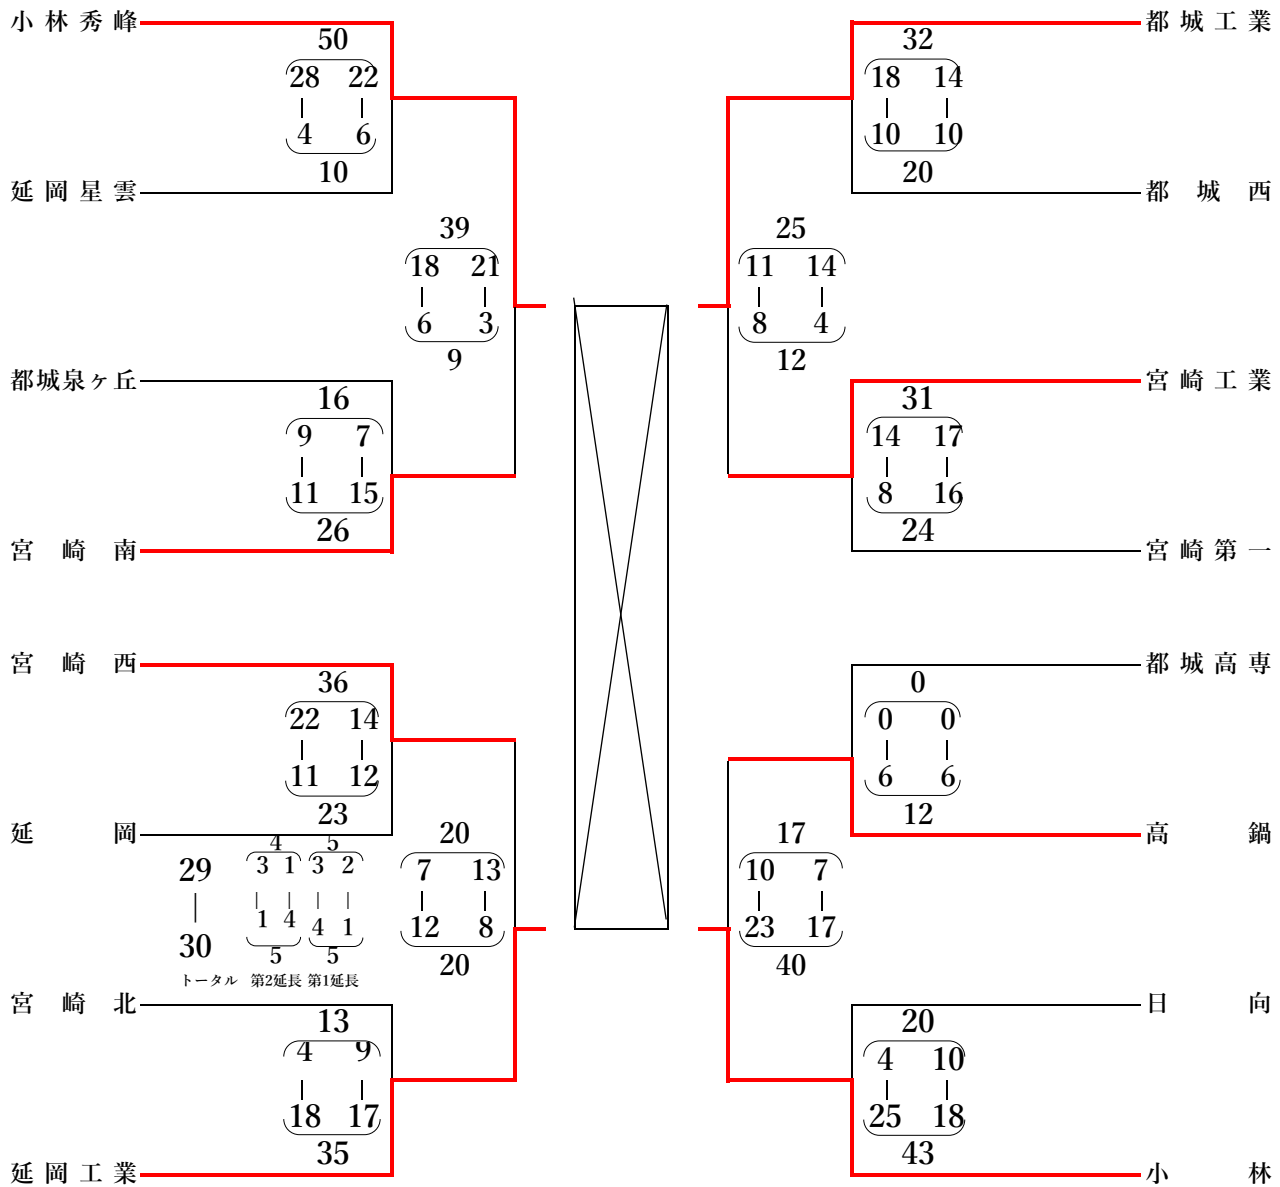 小林秀峰
都城工業
50
32
28 22
18 14
4 6
10 10
10
20
延岡星雲
都城西
39
25
18 21
11 14
6 3
8 4
9
12
都城泉ヶ丘
宮崎工業
16
31
9 7
14 17
11 15
8 16
26
24
宮崎南
宮崎第一
宮崎西
都城高専
36
0
22 14
0 0
11 12
6 6
23
12
延岡
高鍋
4 5
20
17
29
3 1 3 2
7 13
10 7
1 4 4 1
12 8
23 17
30
5 5
20
40
トータル 第2延長 第1延長
宮崎北
日向
13
20
4 9
4 10
18 17
25 18
35
43
延岡工業
小林